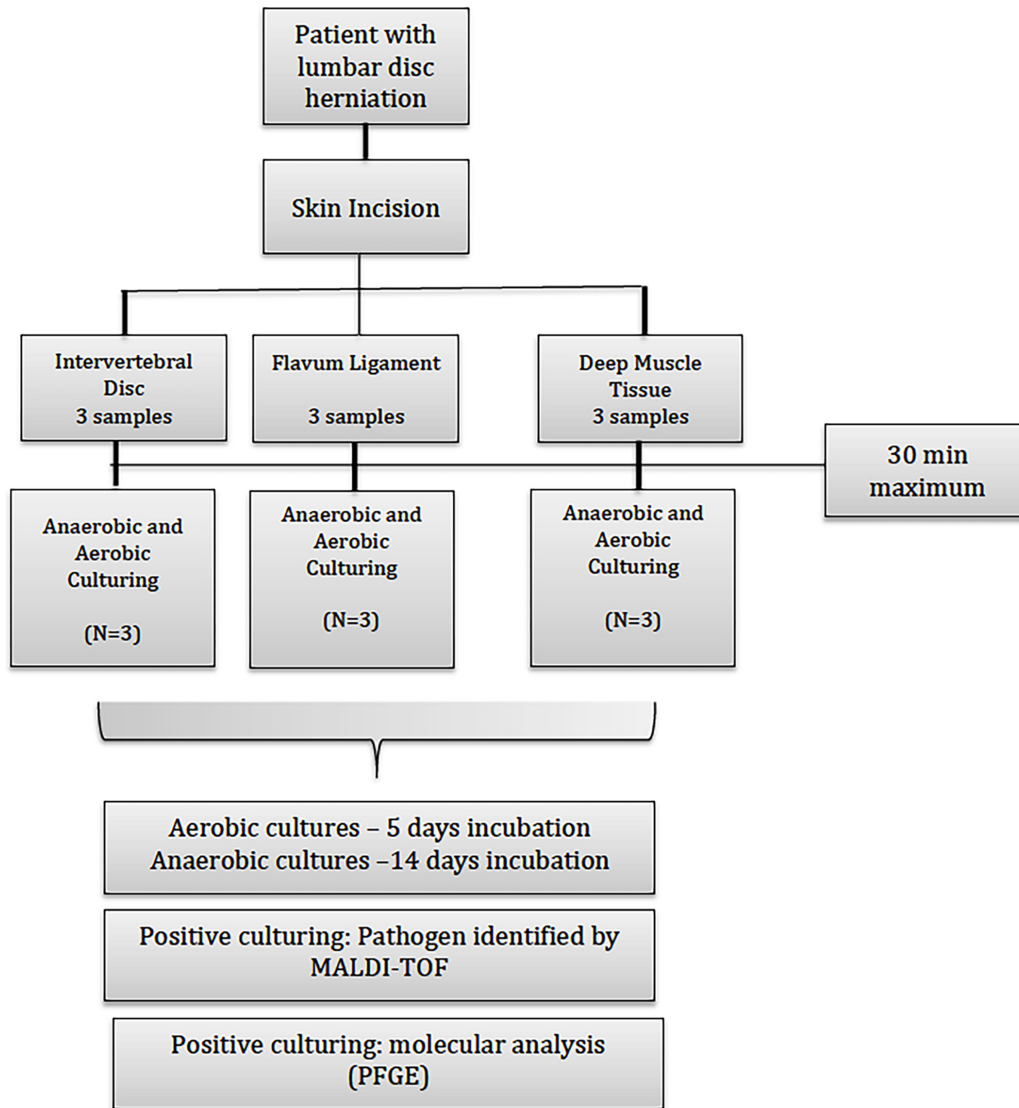 Patient with
lumbar disc
herniation
Skin Incision
Intervertebral
Disc
3 samples
Flavum Ligament
3 samples
Deep Muscle
Tissue
3 samples
30 min
maximum
Anaerobic and
Aerobic
Culturing
(N=3)
Anaerobic and
Aerobic
Culturing
(N=3)
Anaerobic and
Aerobic
Culturing
(N=3)
Aerobic cultures – 5 days incubation
Anaerobic cultures –14 days incubation
Positive culturing: Pathogen identified by
MALDI-TOF
Positive culturing: molecular analysis
(PFGE)